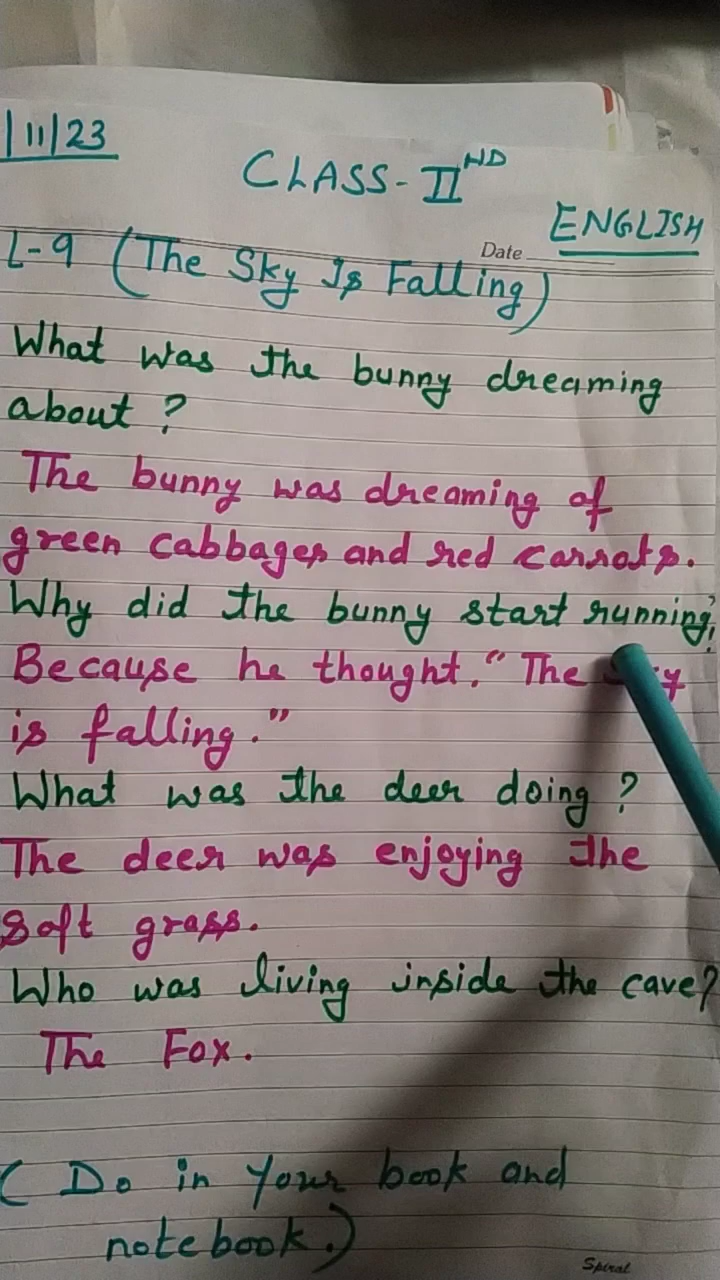 /11/23
CLASS-IIND
ENGLISH
Date
L-9 (The Sky Is Falling)
What was the bunny dreaming
about ?
The bunny was dreaming of
green cabbages and red carrots.
Why did the bunny start running?
Because he thought." The
is falling."
What was the deer doing ?
The deer was enjoying the
Soft grass.
Who was living inside the cave?
The Fox.
( Do in your book and
notebook.)
Spiral